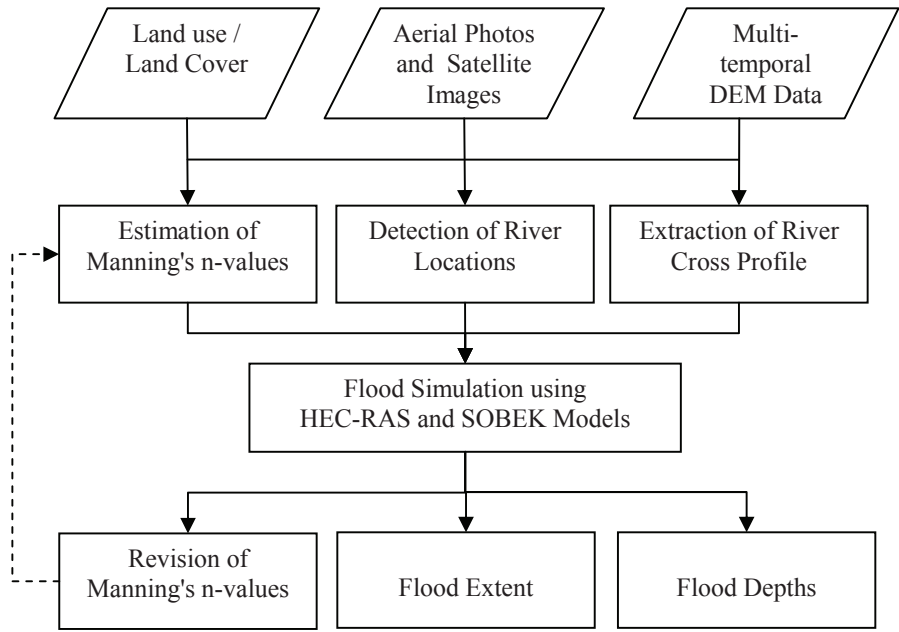 Land use /
Land Cover
Aerial Photos
and Satellite
Images
Multi-
temporal
DEM Data
Estimation of
Manning's n-values
Detection of River
Locations
Extraction of River
Cross Profile
Flood Simulation using
HEC-RAS and SOBEK Models
Revision of
Manning's n-values
Flood Extent
Flood Depths